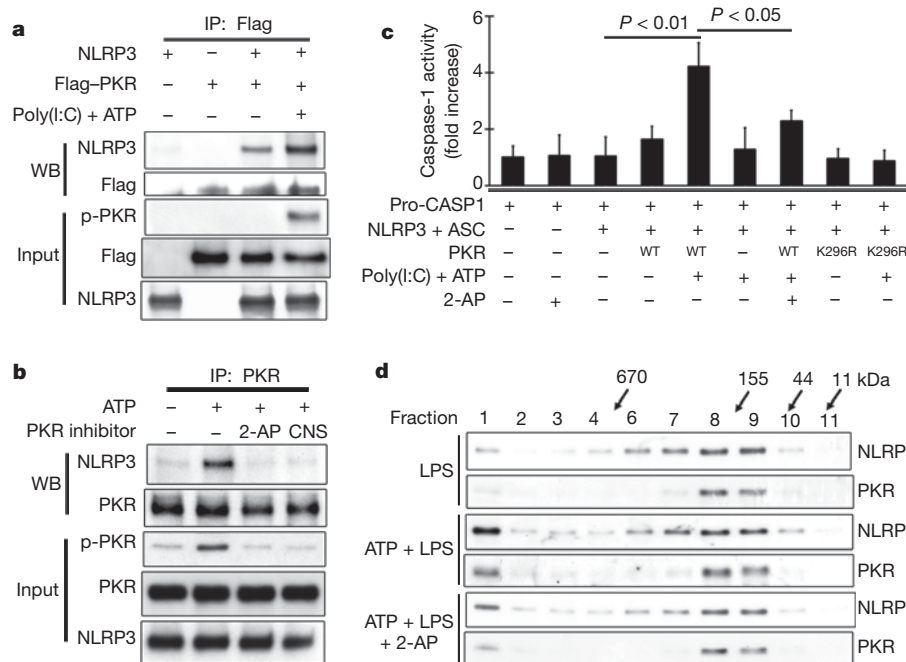 a
IP: Flag
NLRP3 + – + +
Flag–PKR – + + +
Poly(I:C) + ATP – – – +
WB
NLRP3
Flag
Input
p-PKR
Flag
NLRP3
b
IP: PKR
ATP – + + +
PKR inhibitor – – 2-AP CNS
WB
NLRP3
PKR
Input
p-PKR
PKR
NLRP3
c
Caspase-1 activity
(fold increase)
6
4
2
0
P < 0.01
P < 0.05
Pro-CASP1 + + + + + + + + +
NLRP3 + ASC – – + + + + + + +
PKR – – – WT WT – WT K296R K296R
Poly(I:C) + ATP – – – – + + + – +
2-AP – + – – – – + – –
d
670 155 44 11 kDa
Fraction 1 2 3 4 6 7 8 9 10 11
LPS
NLRP
PKR
ATP + LPS
NLRP
PKR
ATP + LPS
+ 2-AP
NLRP
PKR